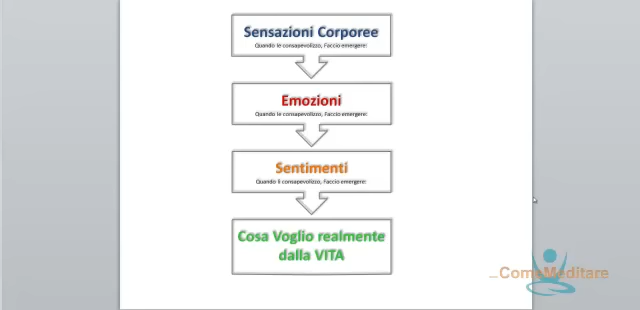 Sensazioni Corporee
Quando le consapevolizzo, Faccio emergere:
Emozioni
Quando le consapevolizzo, Faccio emergere:
Sentimenti
Quando li consapevolizzo, Faccio emergere:
Cosa Voglio realmente
dalla VITA
...ComeMeditare